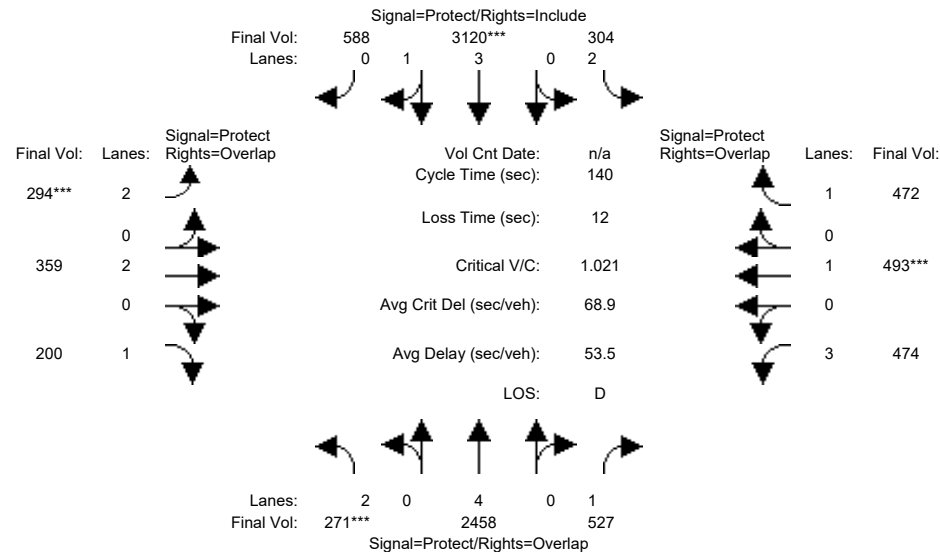 Signal=Protect/Rights=Include
Final Vol: 588 3120*** 304
Lanes: 0 1 3 0 2
Signal=Protect Signal=Protect
Final Vol: Lanes: Rights=Overlap Vol Cnt Date: n/a Rights=Overlap Lanes: Final Vol:
Cycle Time (sec): 140
294*** 2 1 472
Loss Time (sec): 12
0 0
359 2 Critical V/C: 1.021 1 493***
0 Avg Crit Del (sec/veh): 68.9 0
200 1 Avg Delay (sec/veh): 53.5 3 474
LOS: D
Lanes: 2 0 4 0 1
Final Vol: 271*** 2458 527
Signal=Protect/Rights=Overlap